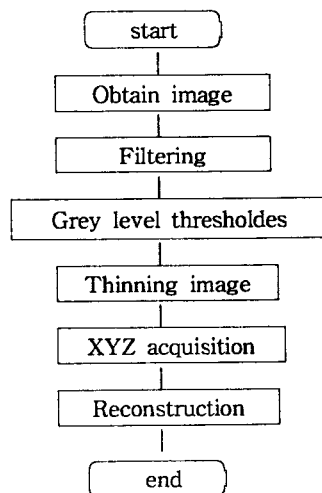 start
Obtain image
Filtering
Grey level thresholdes
Thinning image
XYZ acquisition
Reconstruction
end